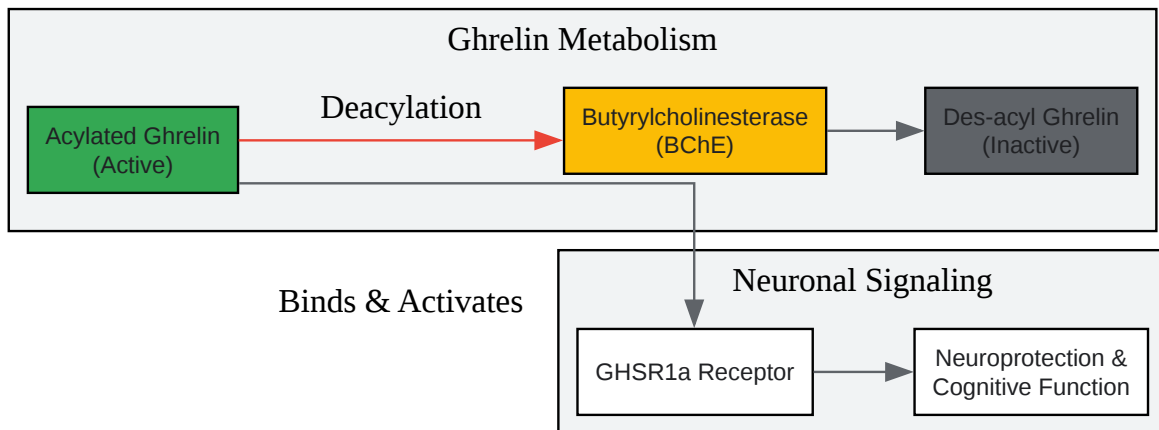 Ghrelin Metabolism
Deacylation
Acylated Ghrelin
(Active)
Butyrylcholinesterase
(BChE)
Des-acyl Ghrelin
(Inactive)
Binds & Activates
Neuronal Signaling
GHSR1a Receptor
Neuroprotection &
Cognitive Function